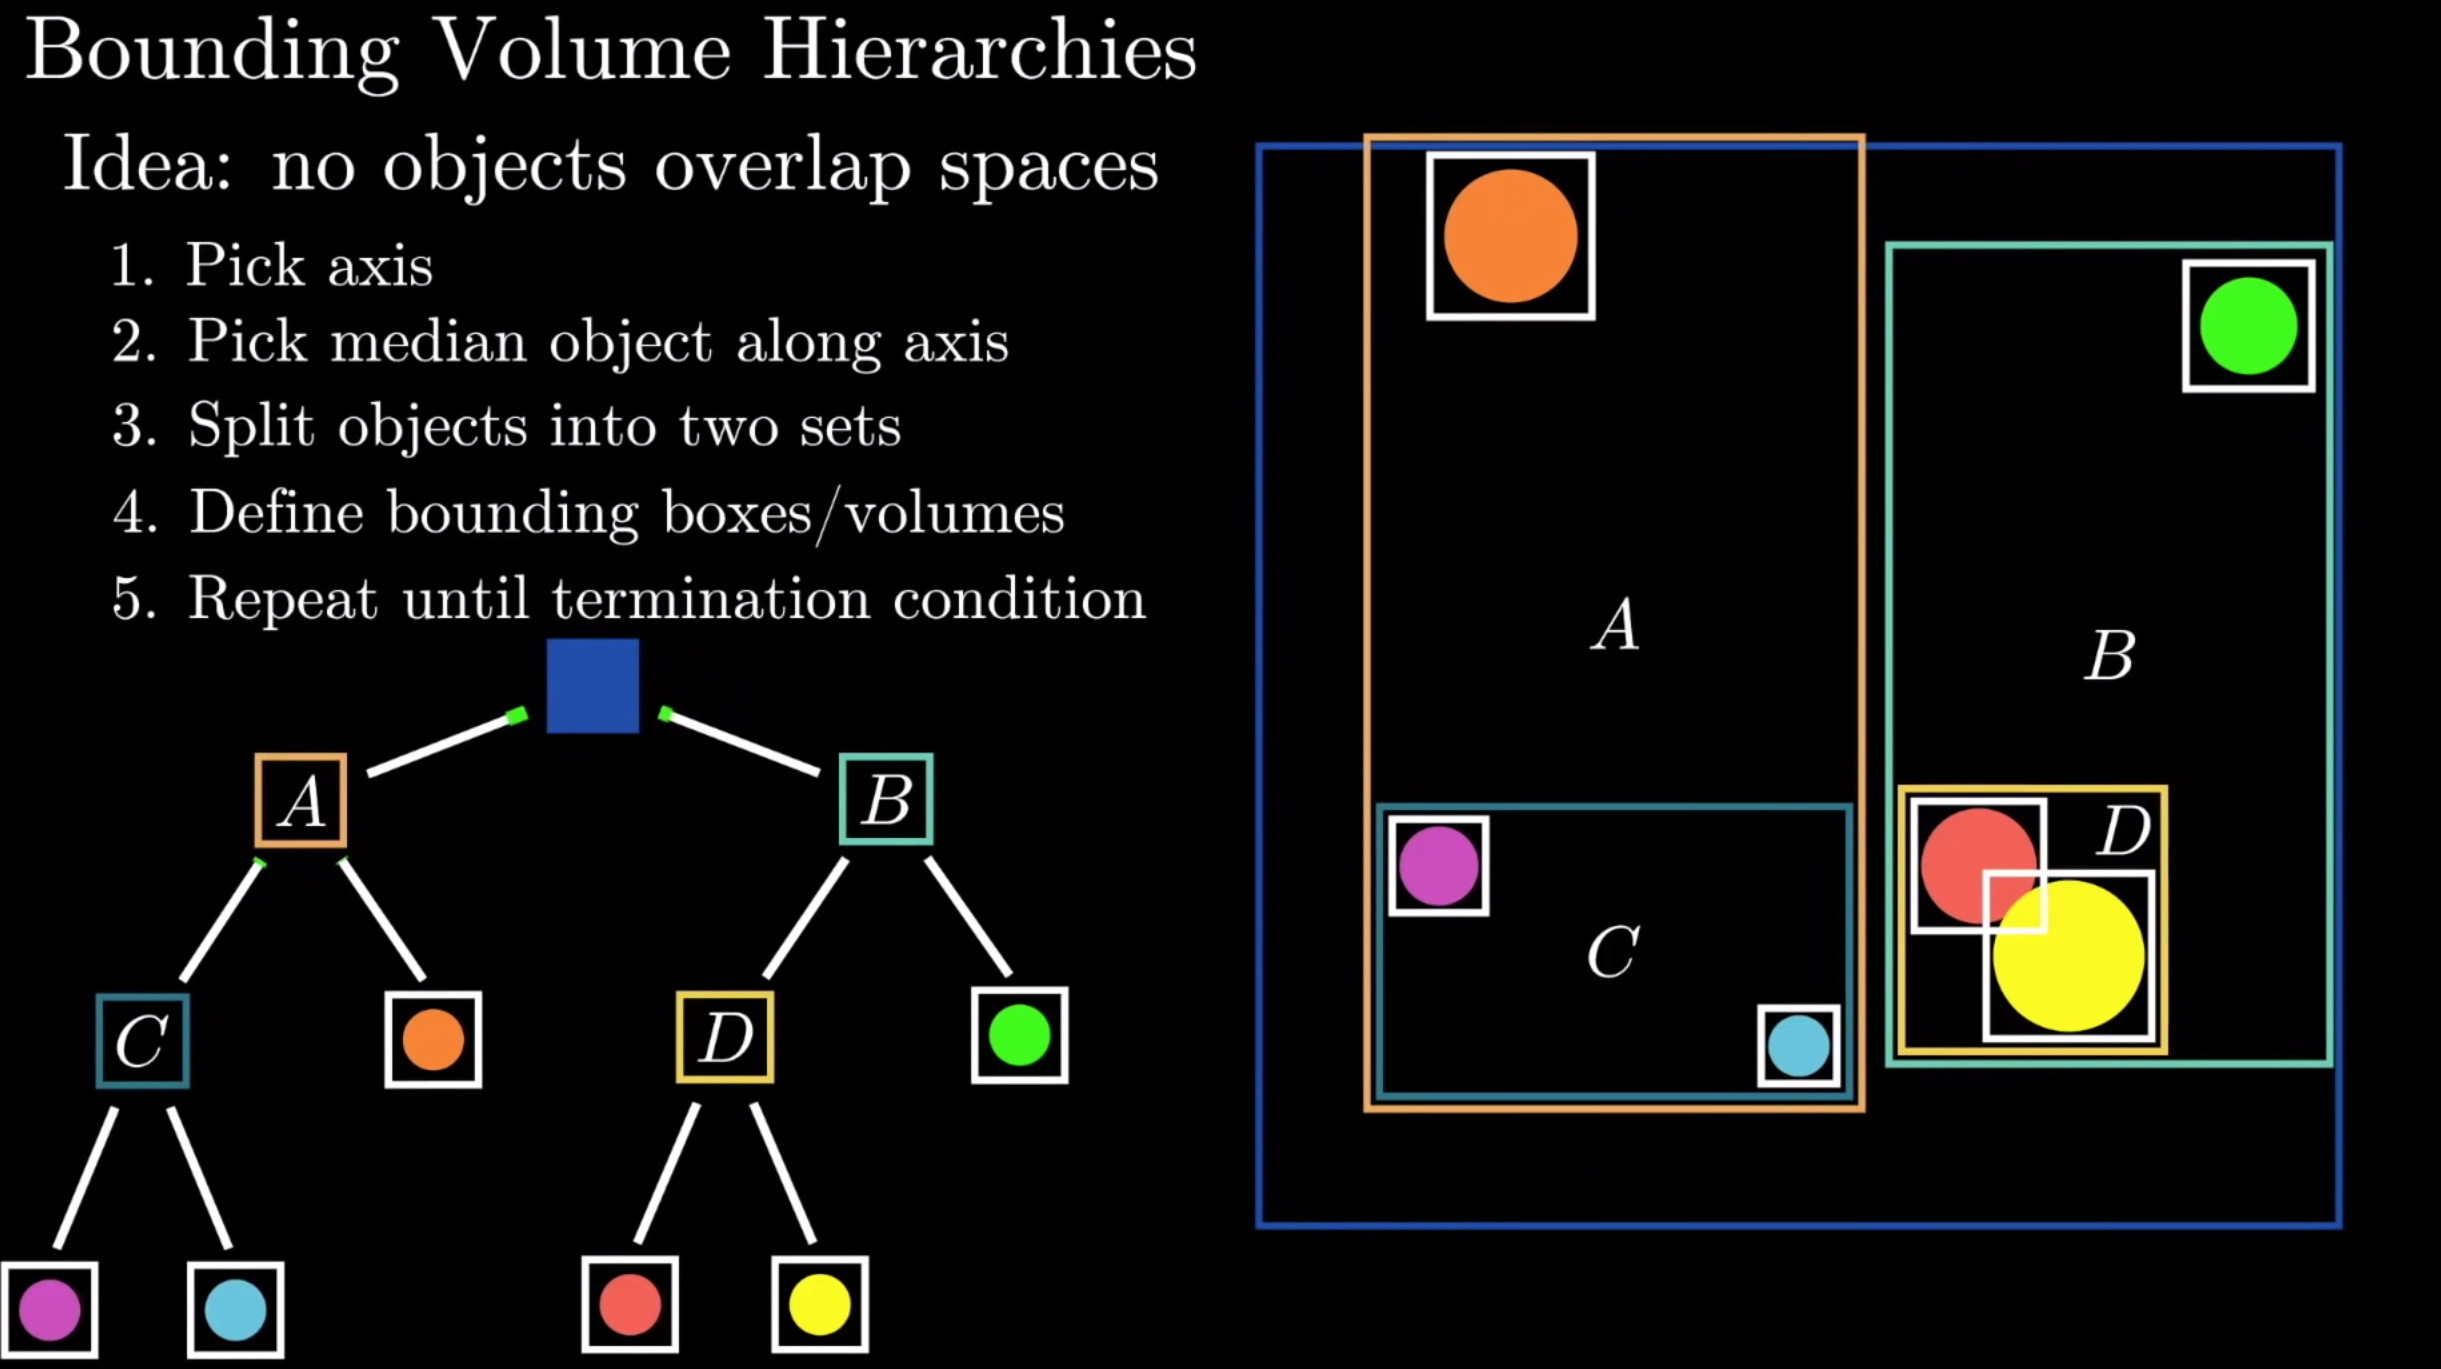 Bounding Volume Hierarchies
Idea: no objects overlap spaces
1. Pick axis
2. Pick median object along axis
3. Split objects into two sets
4. Define bounding boxes/volumes
5. Repeat until termination condition
A
B
C
D
A
B
D
C